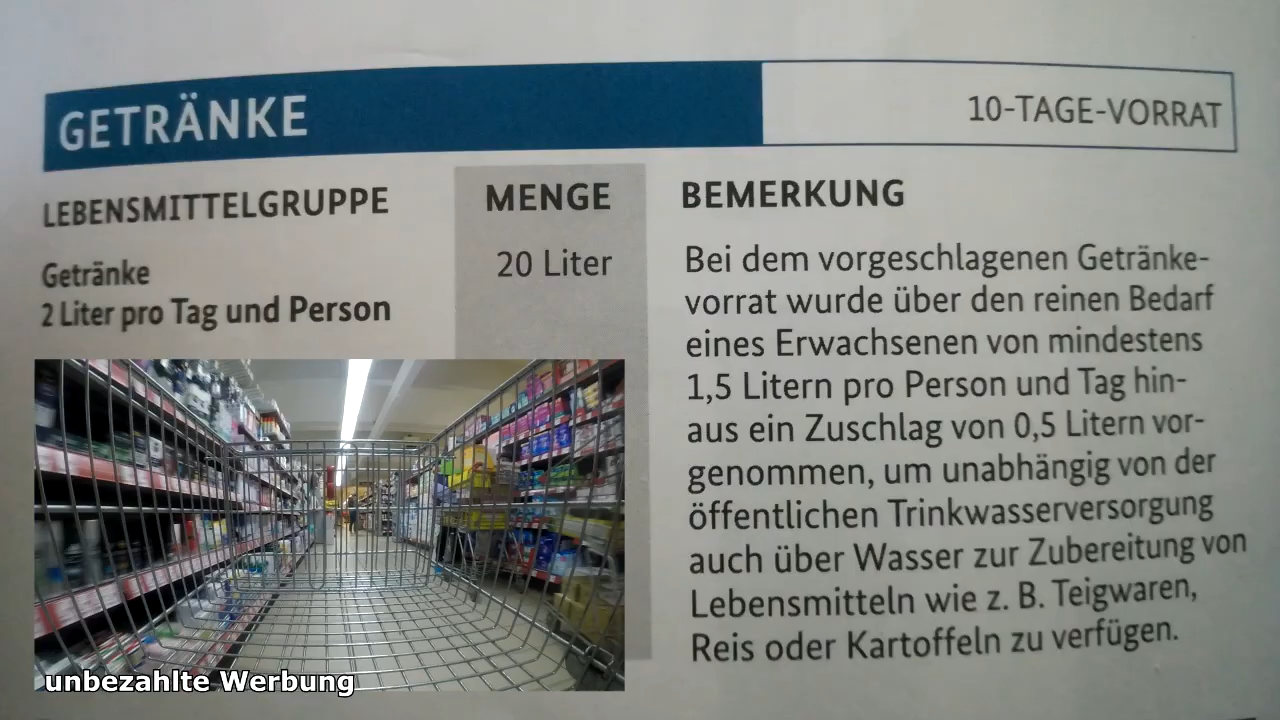 GETRÄNKE
10-TAGE-VORRAT
LEBENSMITTELGRUPPE
MENGE
BEMERKUNG
Getränke
2 Liter pro Tag und Person
20 Liter
Bei dem vorgeschlagenen Getränke-
vorrat wurde über den reinen Bedarf
eines Erwachsenen von mindestens
1,5 Litern pro Person und Tag hin-
aus ein Zuschlag von 0,5 Litern vor-
genommen, um unabhängig von der
öffentlichen Trinkwasserversorgung
auch über Wasser zur Zubereitung von
Lebensmitteln wie z. B. Teigwaren,
Reis oder Kartoffeln zu verfügen.
unbezahlte Werbung